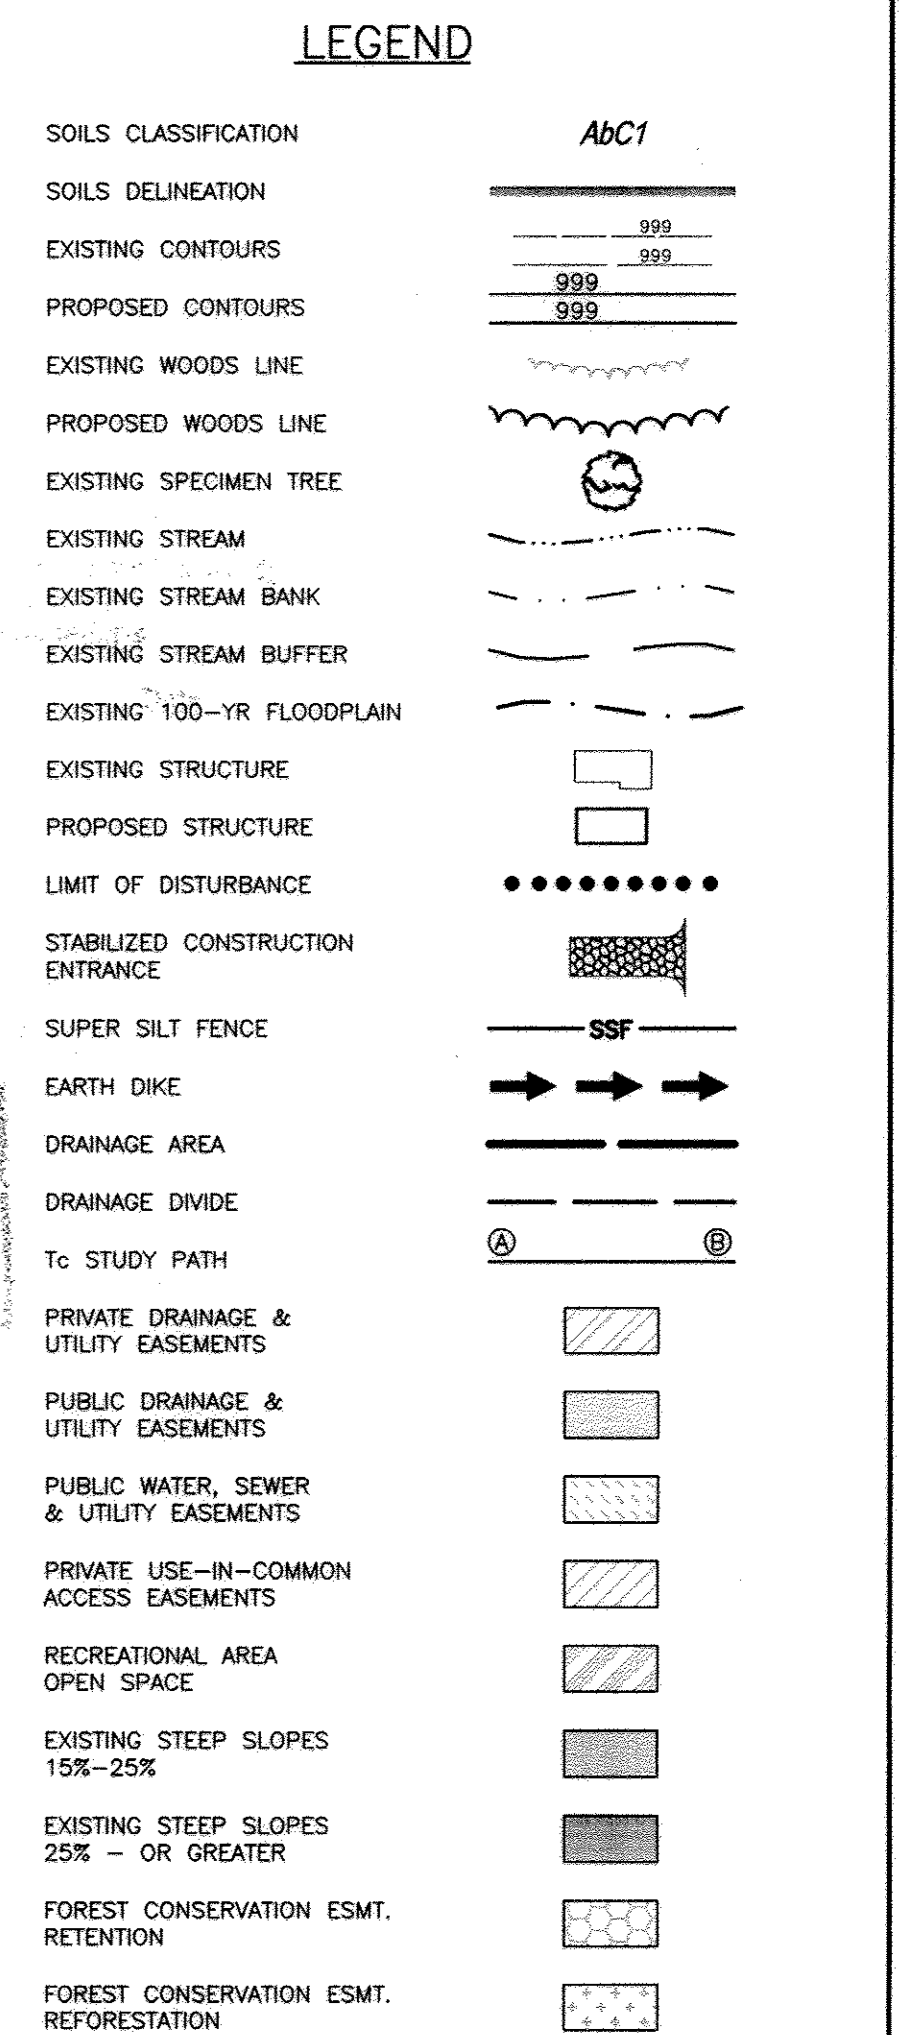 LEGEND
SOILS CLASSIFICATION AbC1
SOILS DELINEATION
999
EXISTING CONTOURS
999
999
PROPOSED CONTOURS 999
EXISTING WOODS LINE
PROPOSED WOODS LINE
EXISTING SPECIMEN TREE
EXISTING STREAM
EXISTING STREAM BANK
EXISTING STREAM BUFFER
EXISTING 100-YR FLOODPLAIN
EXISTING STRUCTURE
PROPOSED STRUCTURE
LIMIT OF DISTURBANCE
STABILIZED CONSTRUCTION
ENTRANCE
SUPER SILT FENCE SSF
EARTH DIKE
DRAINAGE AREA
DRAINAGE DIVIDE
A B
Tc STUDY PATH
PRIVATE DRAINAGE &
UTILITY EASEMENTS
PUBLIC DRAINAGE &
UTILITY EASEMENTS
PUBLIC WATER, SEWER
& UTILITY EASEMENTS
PRIVATE USE-IN-COMMON
ACCESS EASEMENTS
RECREATIONAL AREA
OPEN SPACE
EXISTING STEEP SLOPES
15%-25%
EXISTING STEEP SLOPES
25% - OR GREATER
FOREST CONSERVATION ESMT.
RETENTION
FOREST CONSERVATION ESMT.
REFORESTATION